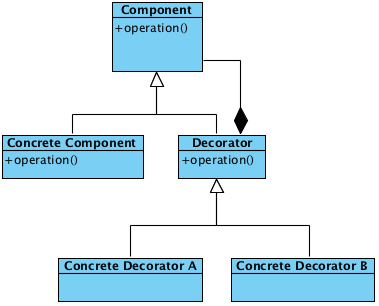 Component
+operation()
Concrete Component
+operation()
Decorator
+operation()
Concrete Decorator A
Concrete Decorator B